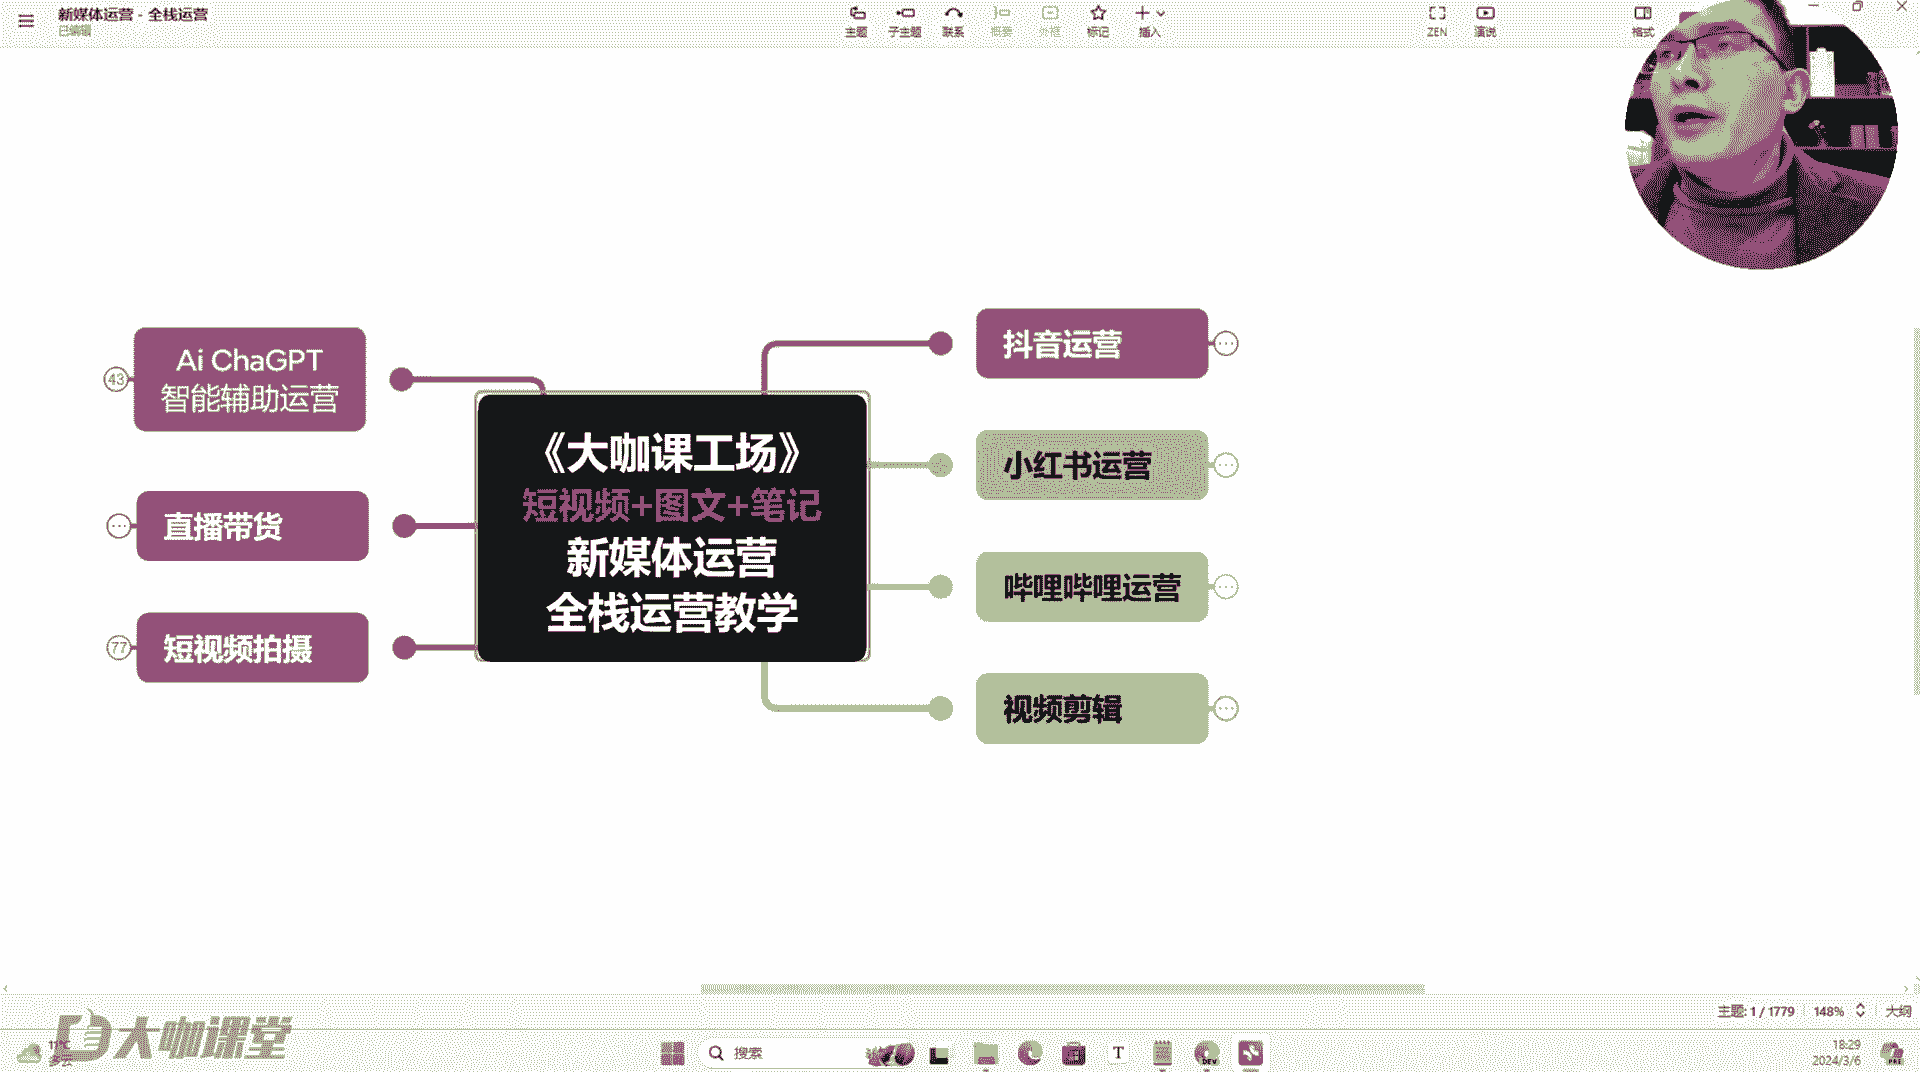 新媒体运营 - 全栈运营
已编辑
主题
子主题
联系
概要
外框
标记
插入
ZEN
演说
格式
Ai ChaGPT
智能辅助运营
43
直播带货
短视频拍摄
77
《大咖课工场》
短视频+图文+笔记
新媒体运营
全栈运营教学
抖音运营
小红书运营
哔哩哔哩运营
视频剪辑
主题: 1 / 1779
148%
大纲
大咖课堂
11°C
多云
搜索
T
DEV
18:29
2024/3/6
PRE